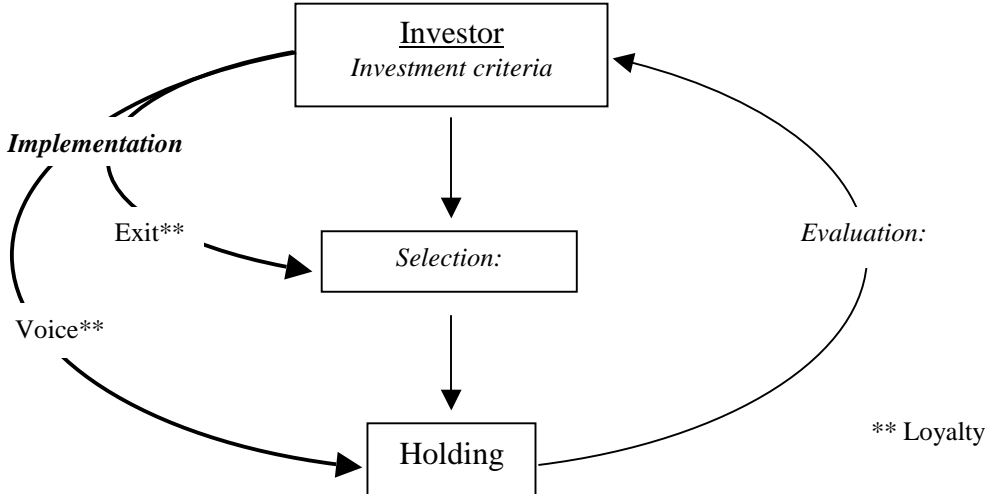 Investor
Investment criteria
Implementation
Exit**
Selection:
Evaluation:
Voice**
Holding
** Loyalty